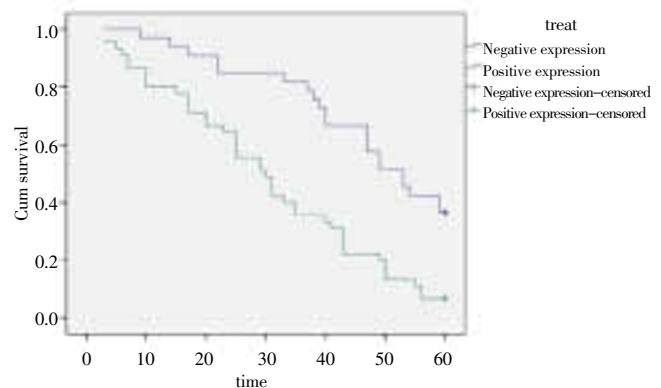 treat
Negative expression
Positive expression
Negative expression-censored
Positive expression-censored
Cum survival
1.0
0.8
0.6
0.4
0.2
0.0
0 10 20 30 40 50 60
time